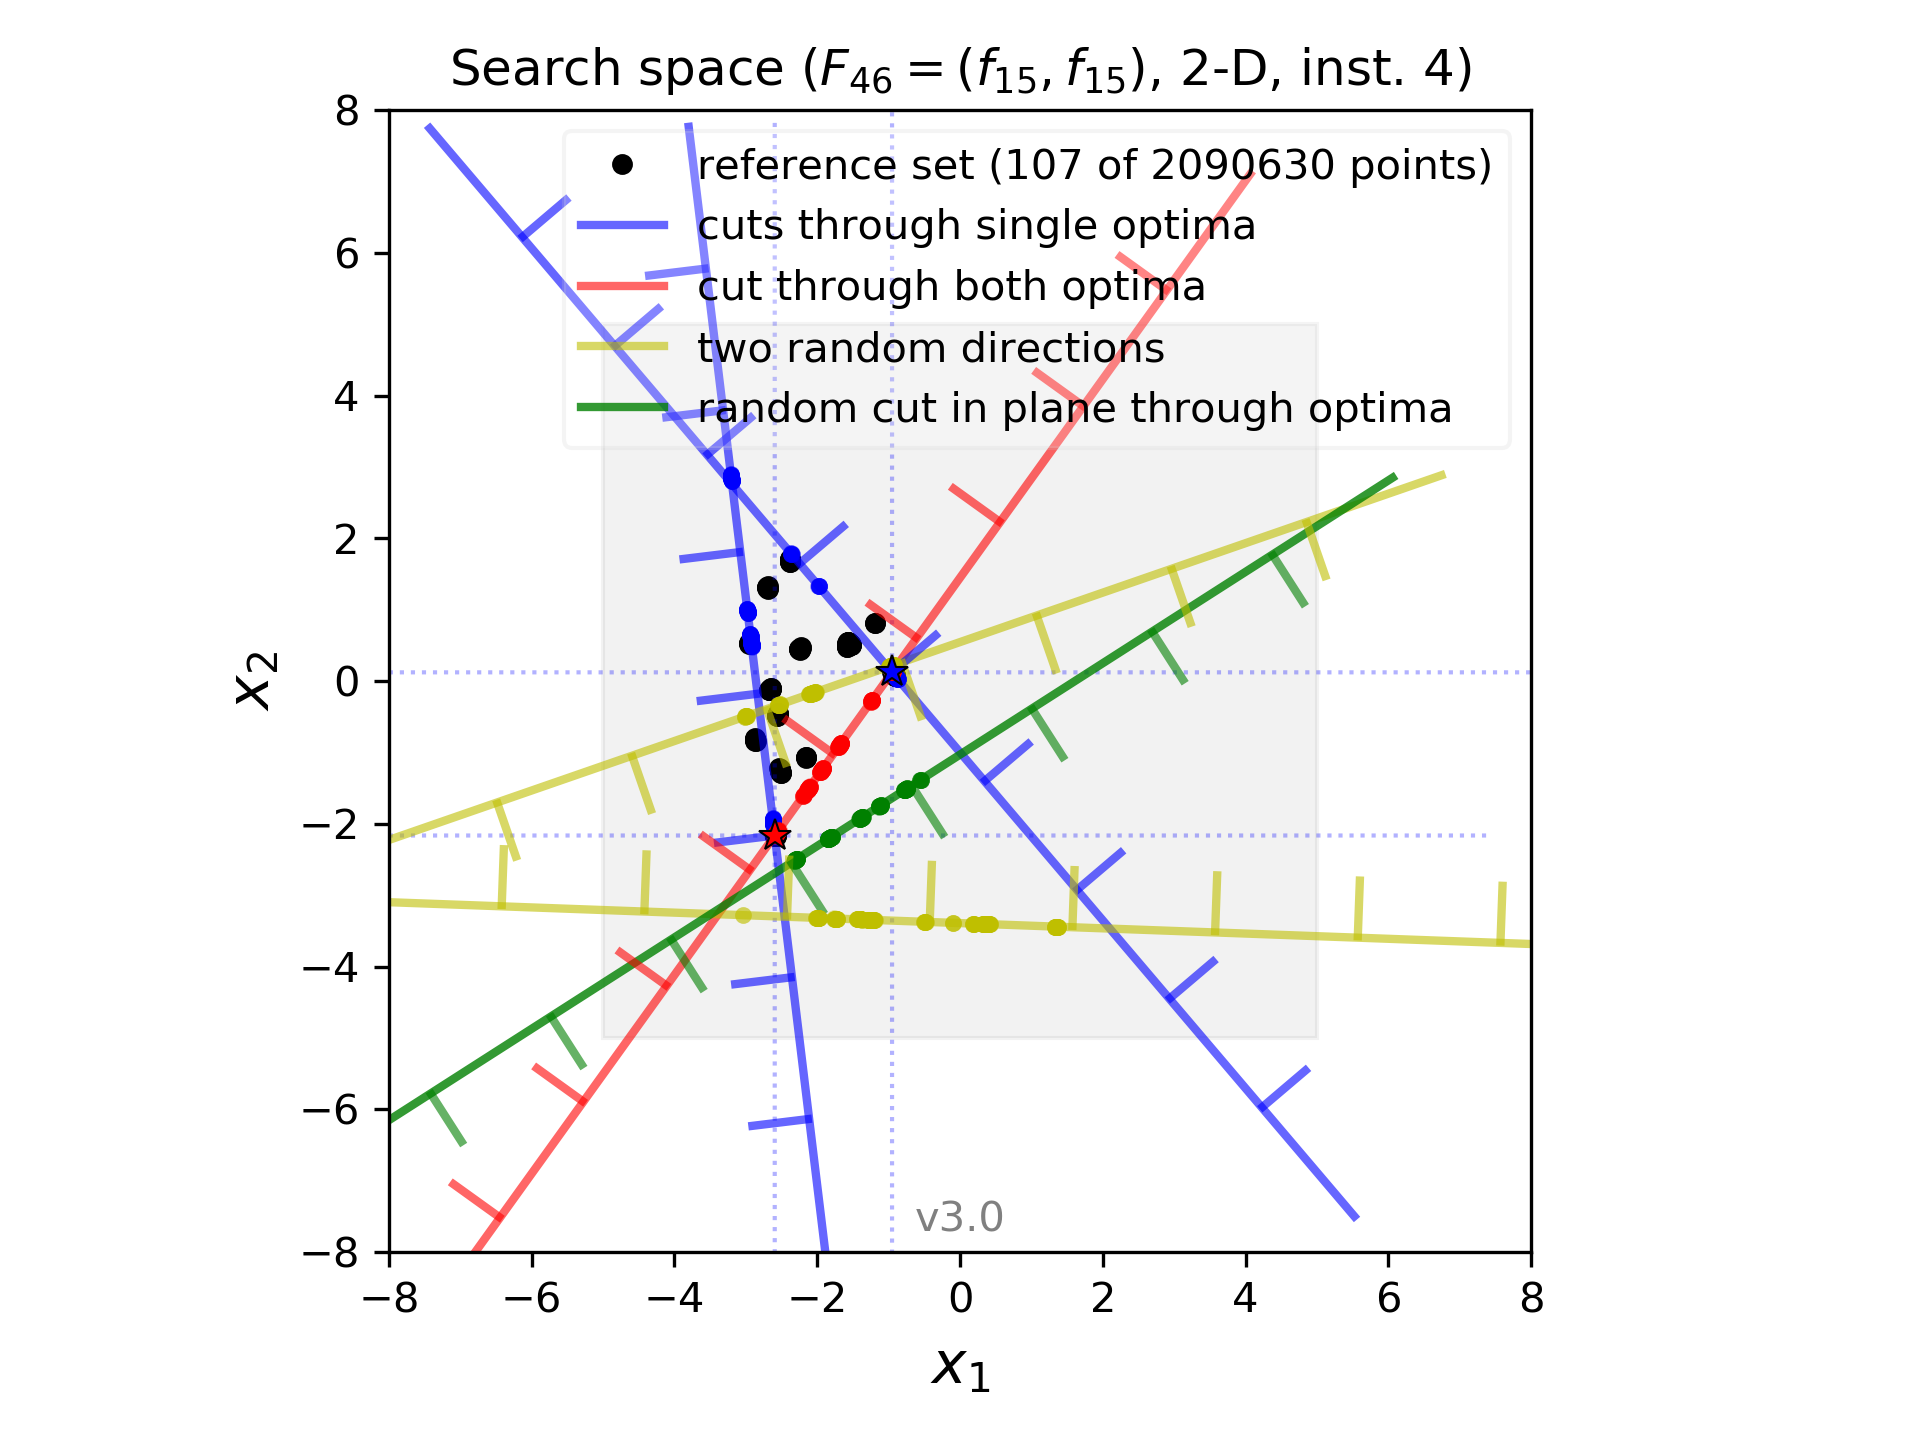 Search space (F₄₆ = (f₁₅, f₁₅), 2-D, inst. 4)
reference set (107 of 2090630 points)
cuts through single optima
cut through both optima
two random directions
random cut in plane through optima
8
6
4
2
0
−2
−4
−6
−8
x₂
v3.0
−8 −6 −4 −2 0 2 4 6 8
x₁